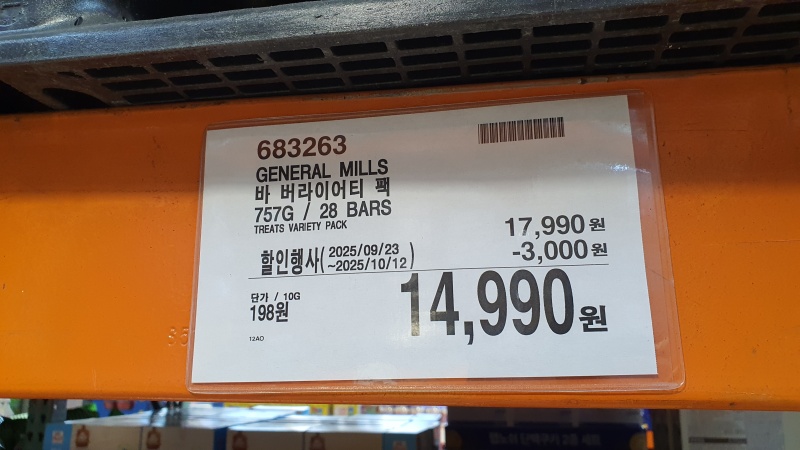 683263
GENERAL MILLS
바 버라이어티 팩
757G / 28 BARS
TREATS VARIETY PACK
17,990 원
-3,000 원
할인행사( 2025/09/23 ~2025/10/12 )
단가 / 10G
198원
14,990 원
12AO